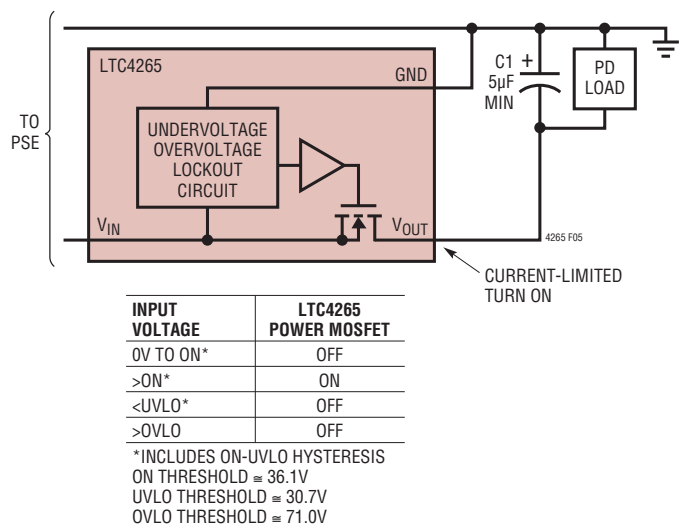 LTC4265
GND
TO
PSE
UNDERVOLTAGE
OVERVOLTAGE
LOCKOUT
CIRCUIT
VIN
VOUT
C1
+
5µF
MIN
PD
LOAD
4265 F05
CURRENT-LIMITED
TURN ON
INPUT VOLTAGE LTC4265 POWER MOSFET
0V TO ON* OFF
>ON* ON
<UVLO* OFF
>OVLO OFF
*INCLUDES ON-UVLO HYSTERESIS
ON THRESHOLD ≅ 36.1V
UVLO THRESHOLD ≅ 30.7V
OVLO THRESHOLD ≅ 71.0V